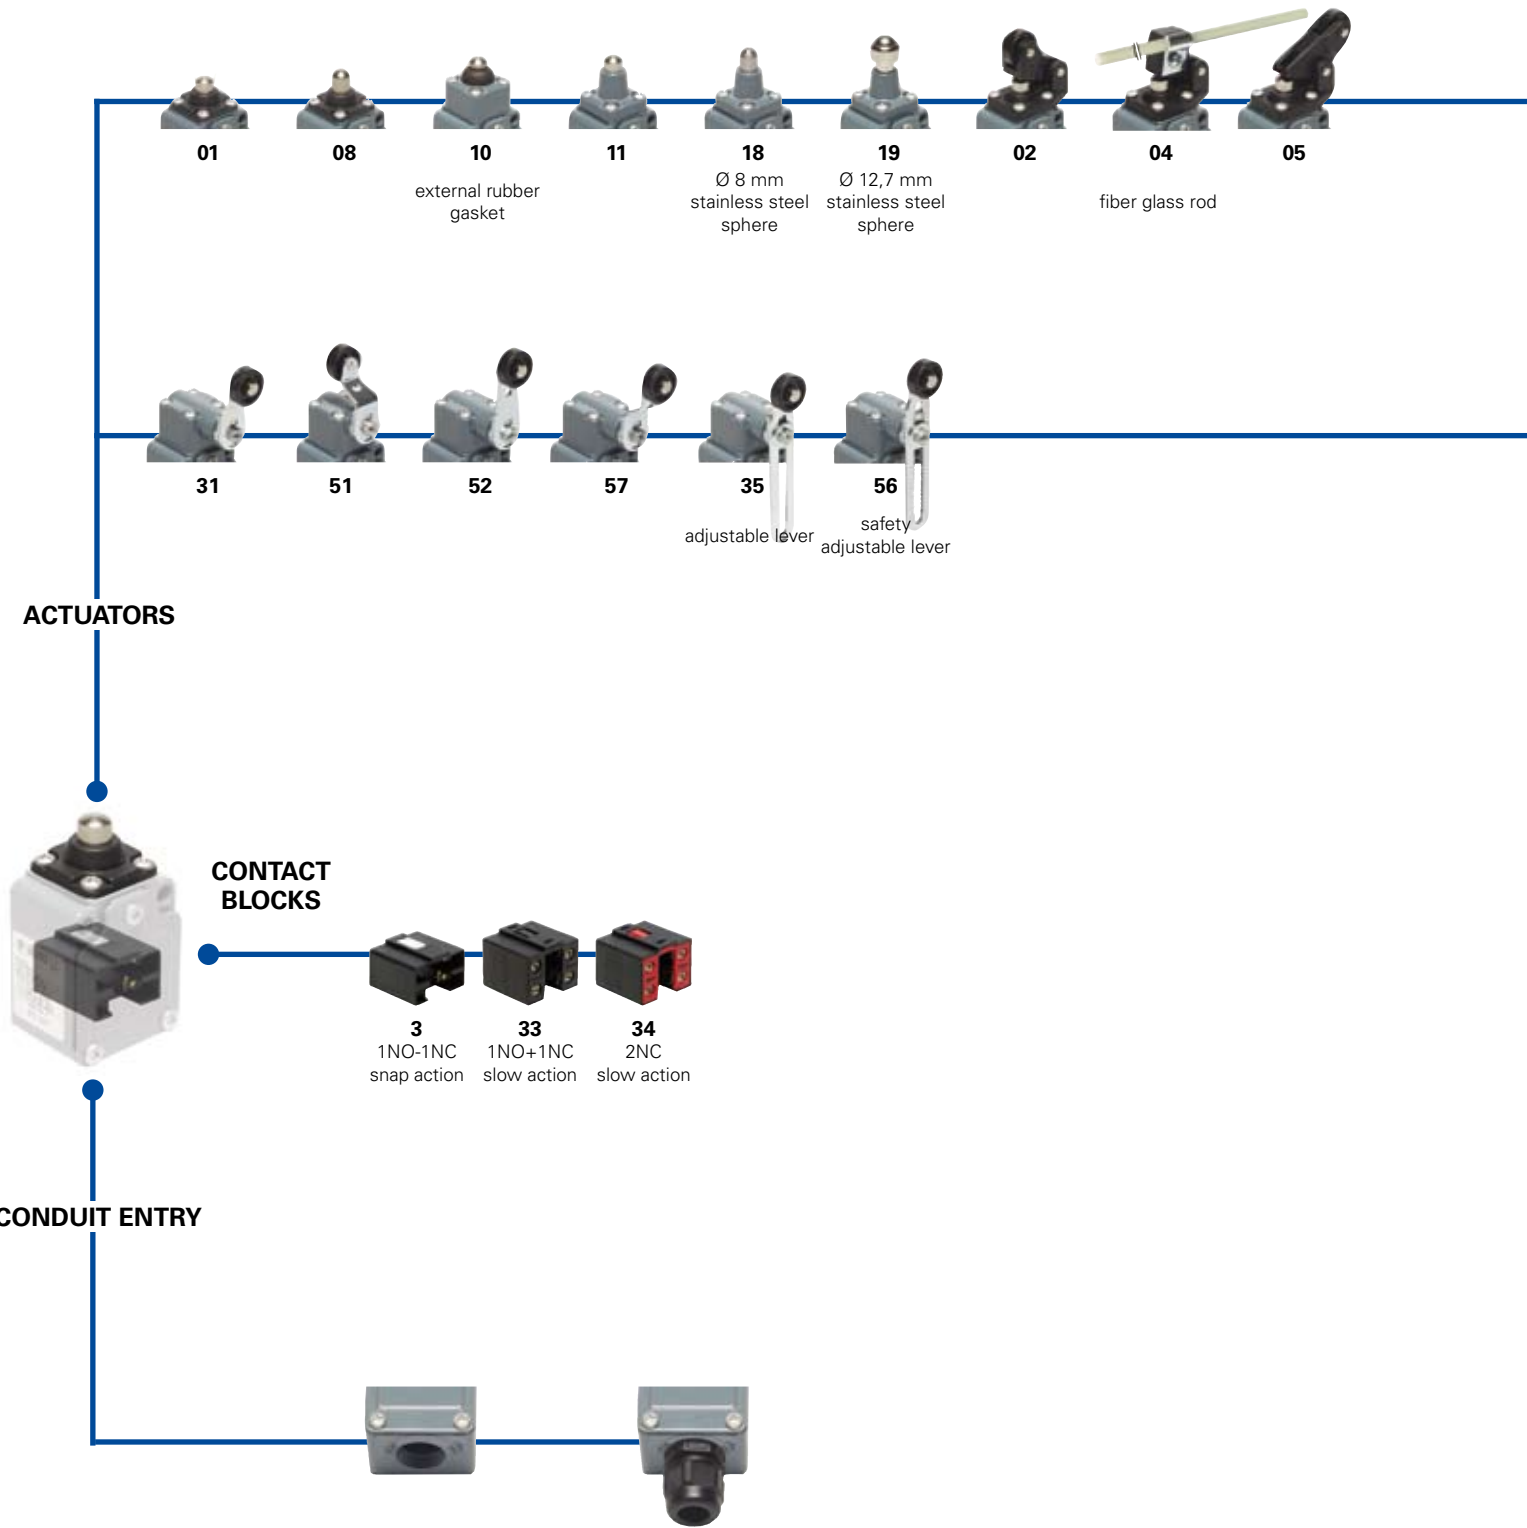 01
08
10
11
18
19
02
04
05
external rubber
gasket
Ø 8 mm
stainless steel
sphere
Ø 12,7 mm
stainless steel
sphere
fiber glass rod
31
51
52
57
35
56
adjustable lever
safety
adjustable lever
ACTUATORS
CONTACT
BLOCKS
3
1NO-1NC
snap action
33
1NO+1NC
slow action
34
2NC
slow action
CONDUIT ENTRY